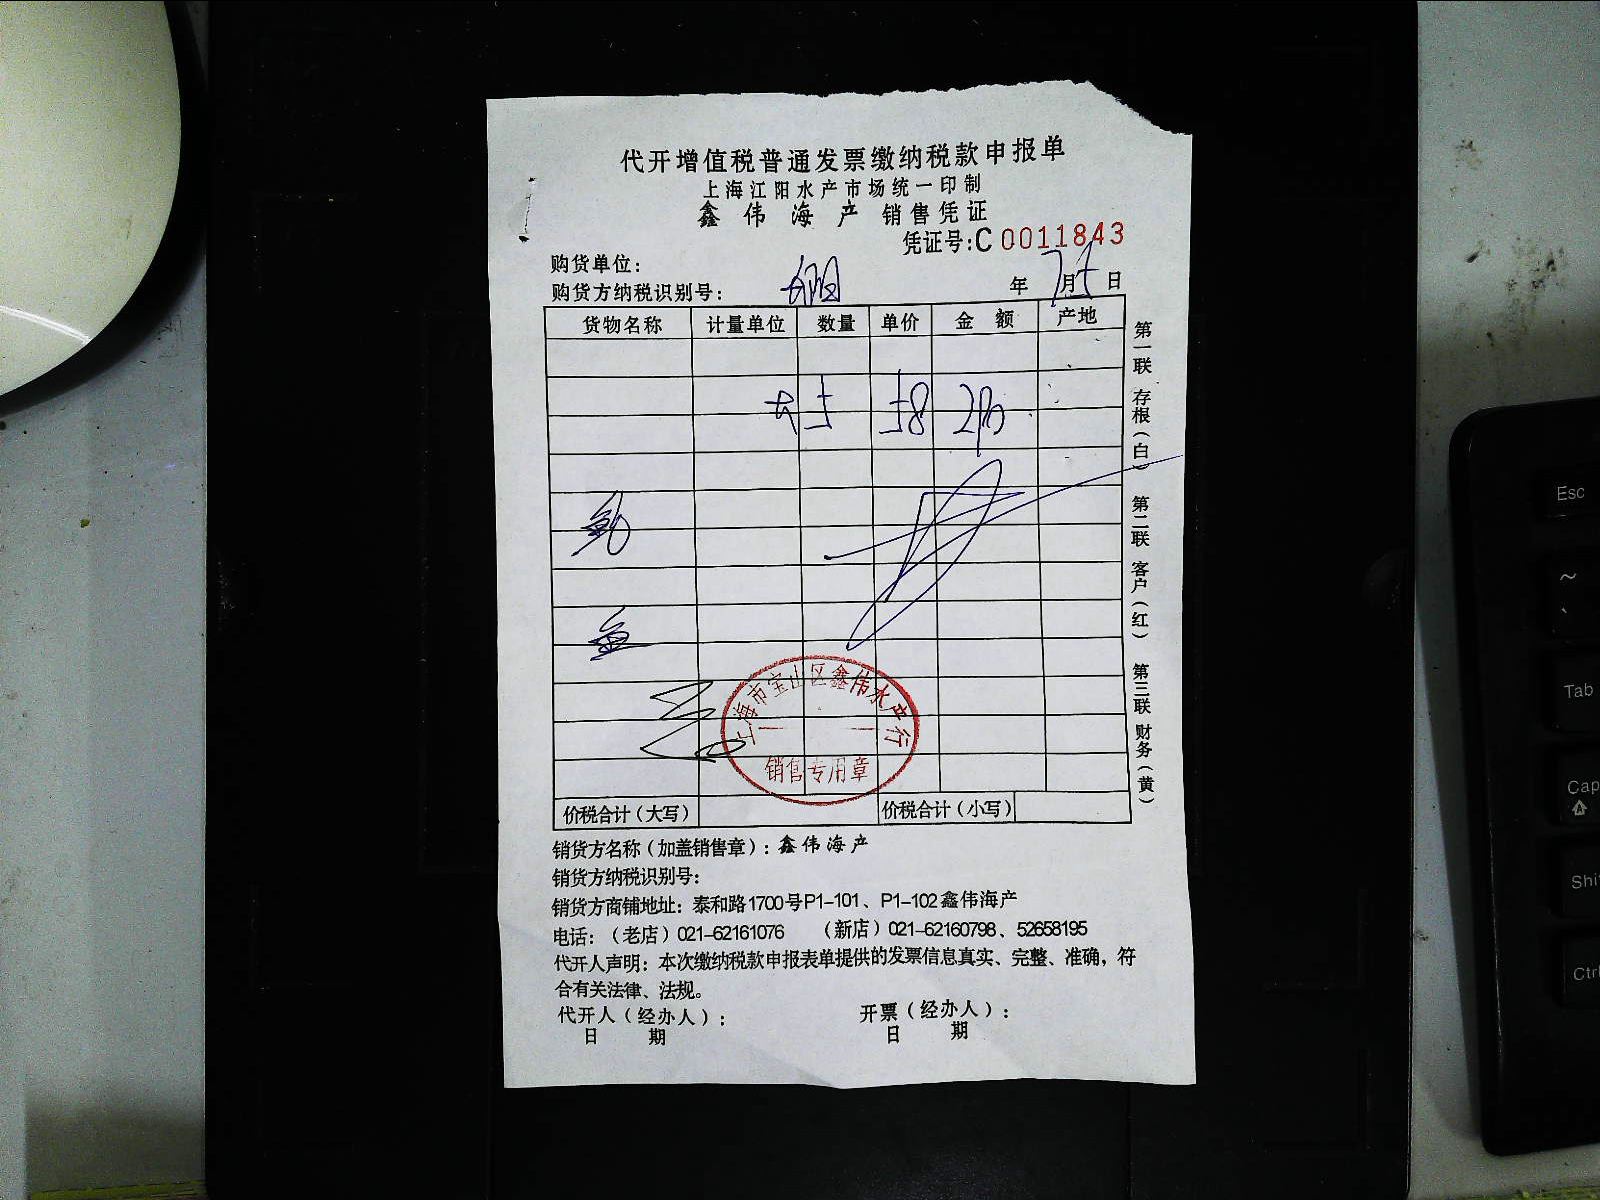 代开增值税普通发票缴纳税款申报单
上海江阳水产市场统一印制
鑫伟海产 销售凭证
凭证号:C 0011843
购货单位:
购货方纳税识别号:
年 7月5日
货物名称 计量单位 数量 单价 金额 产地
价税合计(大写) 价税合计(小写)
上海市宝山区鑫伟水产行
销售专用章
第一联 存根(白) 第二联 客户(红) 第三联 财务(黄)
销货方名称(加盖销售章): 鑫伟海产
销货方纳税识别号:
销货方商铺地址: 泰和路1700号P1-101、P1-102鑫伟海产
电话: (老店) 021-62161076 (新店) 021-62160798、52658195
代开人声明: 本次缴纳税款申报表单提供的发票信息真实、完整、准确, 符
合有关法律、法规。
代开人(经办人): 开票(经办人):
日 期 日 期
Esc
~
`
Tab
Cap
Shi
Ctrl